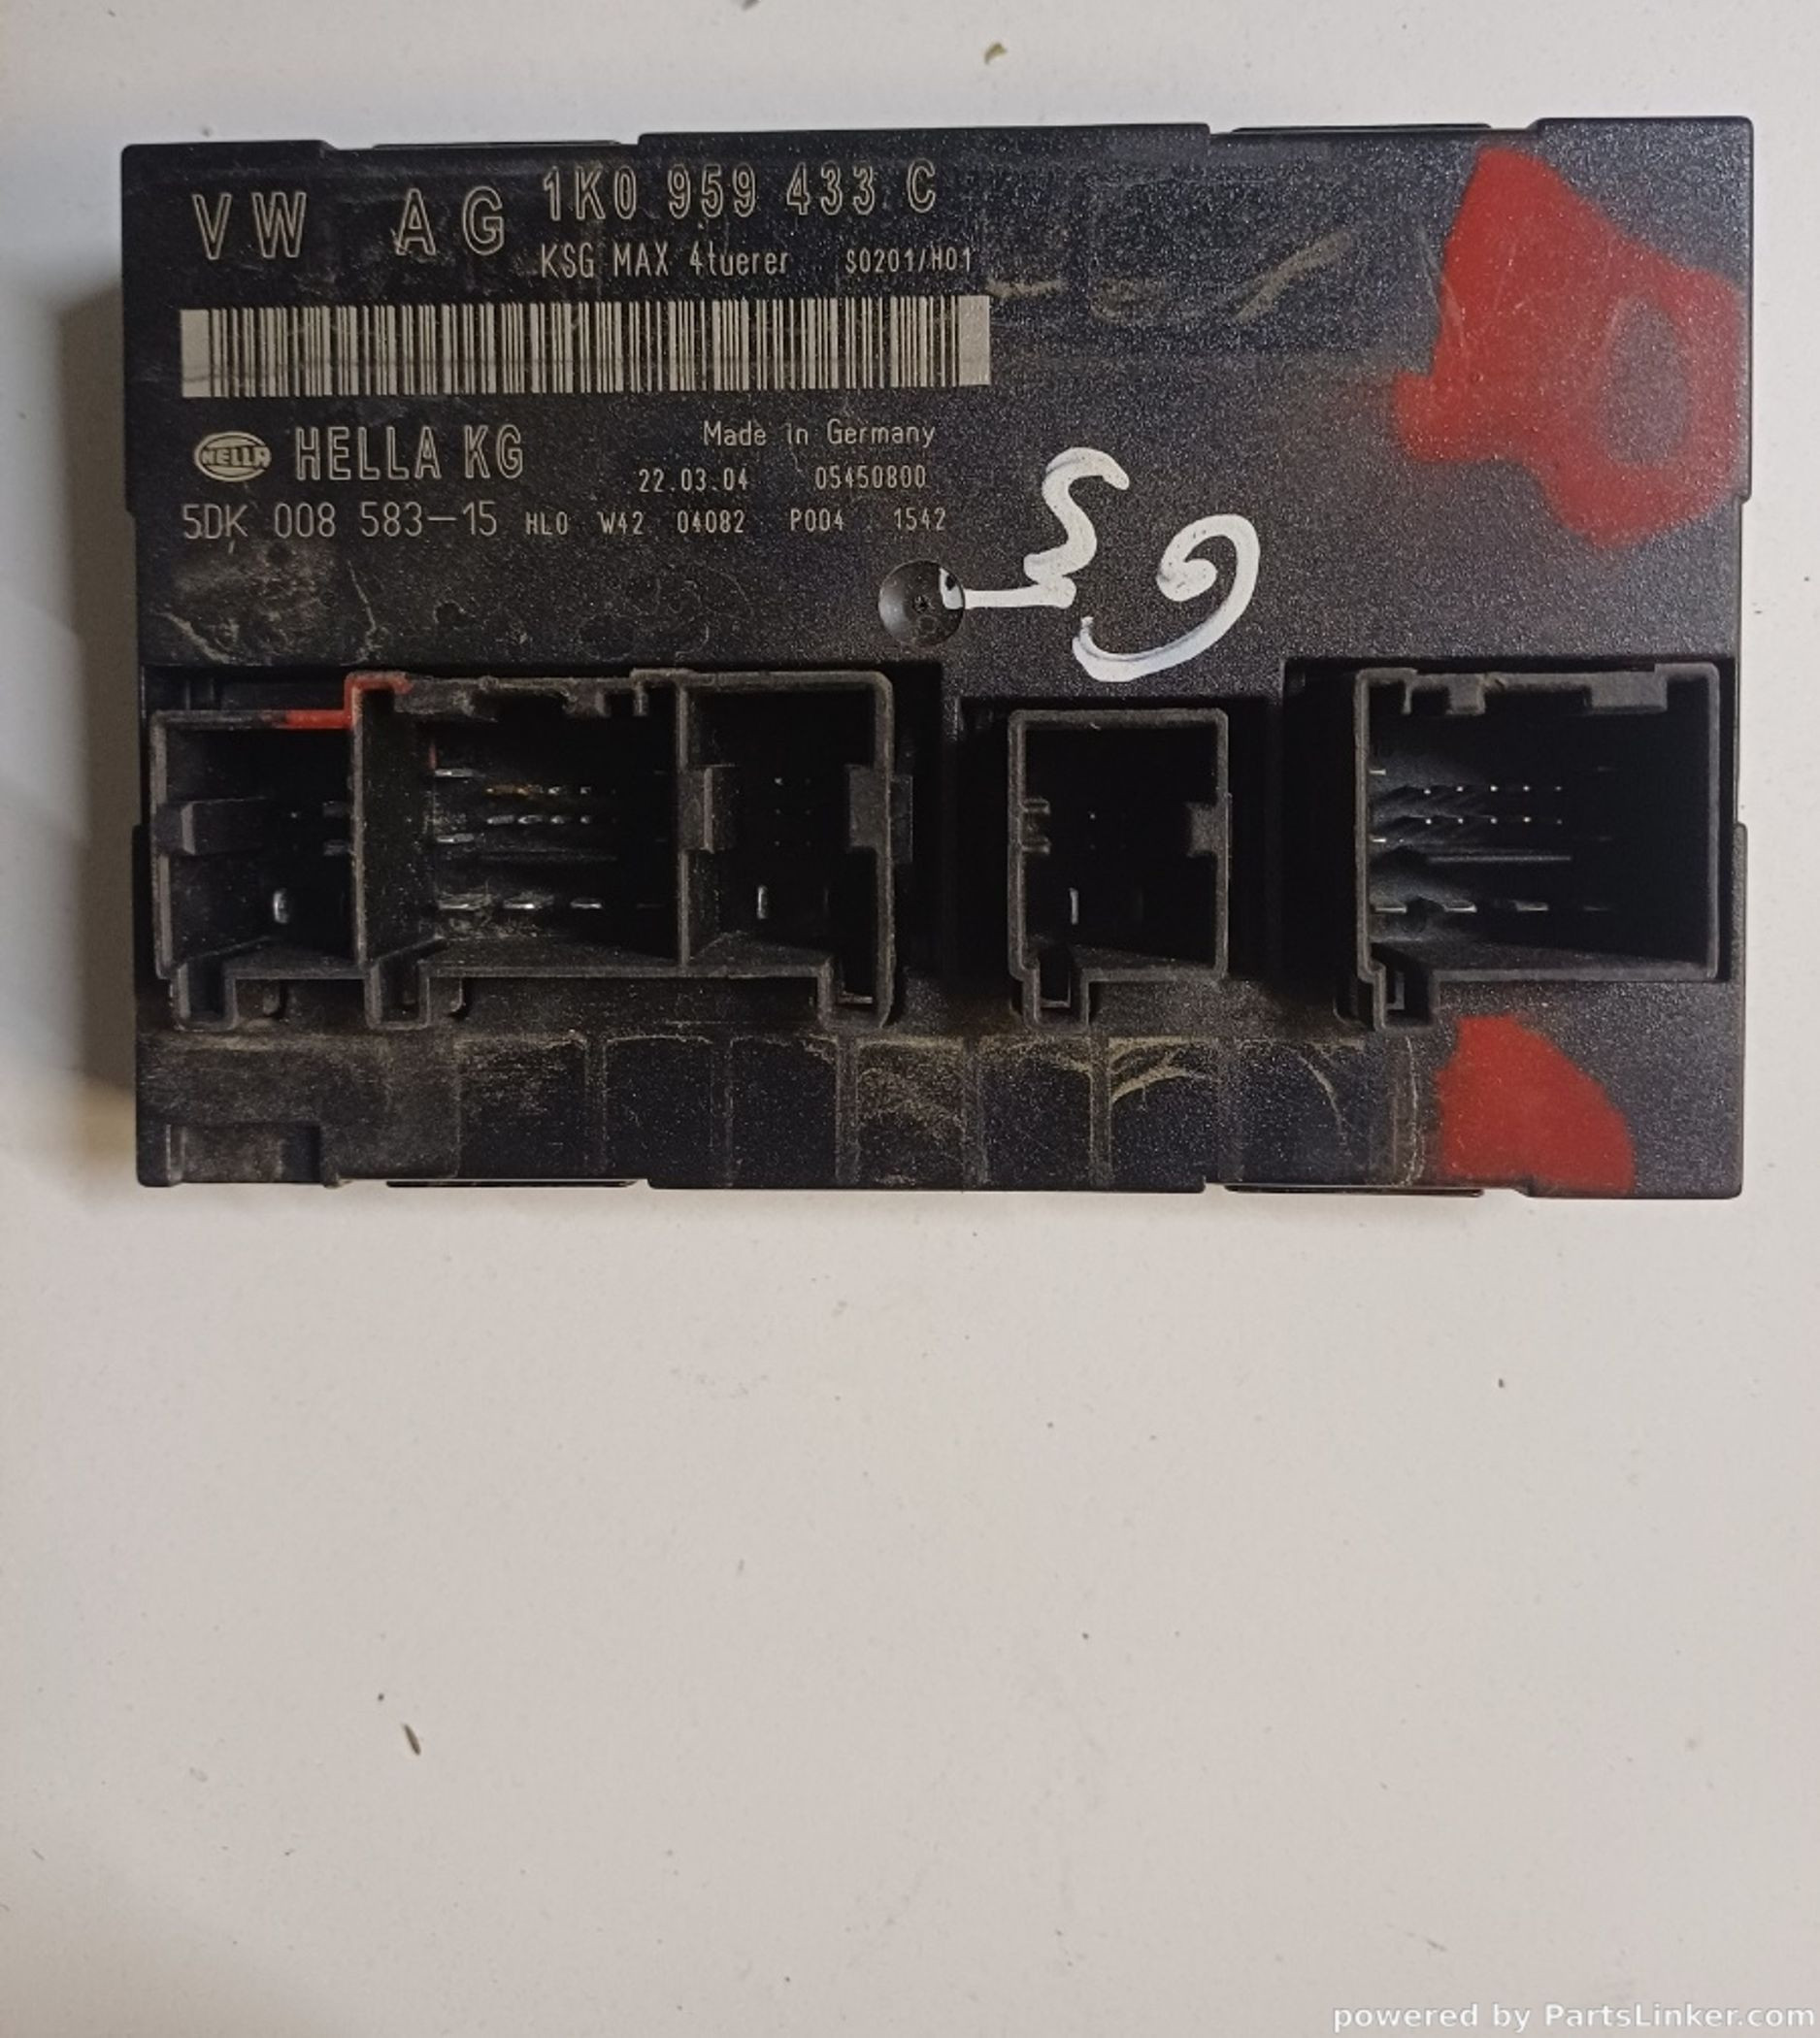 VW AG 1K0 959 433 C
KSG MAX 4tuerer S0201/H01
HELLA HELLA KG Made in Germany
22.03.04 05450800
5DK 008 583-15 HL0 W42 04082 P004 1542
powered by PartsLinker.com